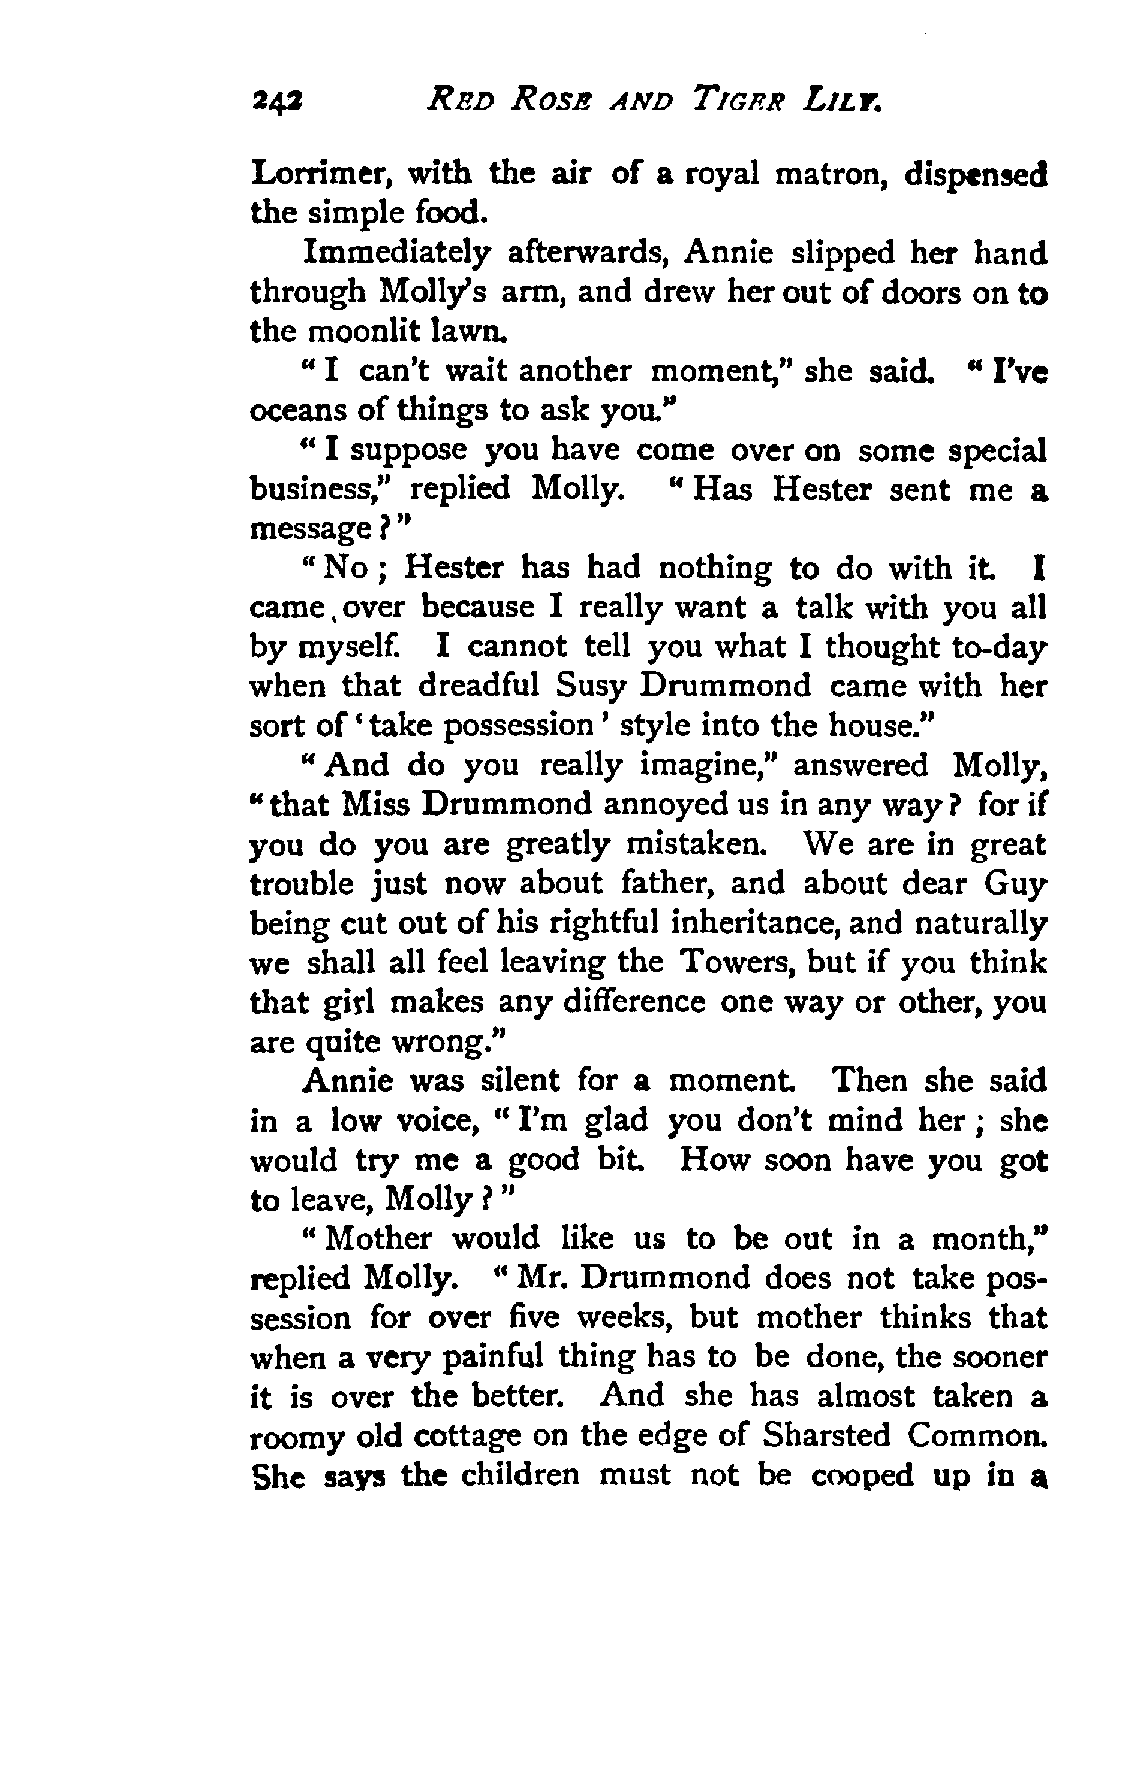 242 RED ROSE AND TIGER LILY.
Lorrimer, with the air of a royal matron, dispensed
the simple food.
Immediately afterwards, Annie slipped her hand
through Molly's arm, and drew her out of doors on to
the moonlit lawn.
"I can't wait another moment," she said. "I've
oceans of things to ask you."
"I suppose you have come over on some special
business," replied Molly. "Has Hester sent me a
message?"
"No; Hester has had nothing to do with it. I
came over because I really want a talk with you all
by myself. I cannot tell you what I thought to-day
when that dreadful Susy Drummond came with her
sort of 'take possession' style into the house."
"And do you really imagine," answered Molly,
"that Miss Drummond annoyed us in any way? for if
you do you are greatly mistaken. We are in great
trouble just now about father, and about dear Guy
being cut out of his rightful inheritance, and naturally
we shall all feel leaving the Towers, but if you think
that girl makes any difference one way or other, you
are quite wrong."
Annie was silent for a moment. Then she said
in a low voice, "I'm glad you don't mind her; she
would try me a good bit. How soon have you got
to leave, Molly?"
"Mother would like us to be out in a month,"
replied Molly. "Mr. Drummond does not take pos-
session for over five weeks, but mother thinks that
when a very painful thing has to be done, the sooner
it is over the better. And she has almost taken a
roomy old cottage on the edge of Sharsted Common.
She says the children must not be cooped up in a